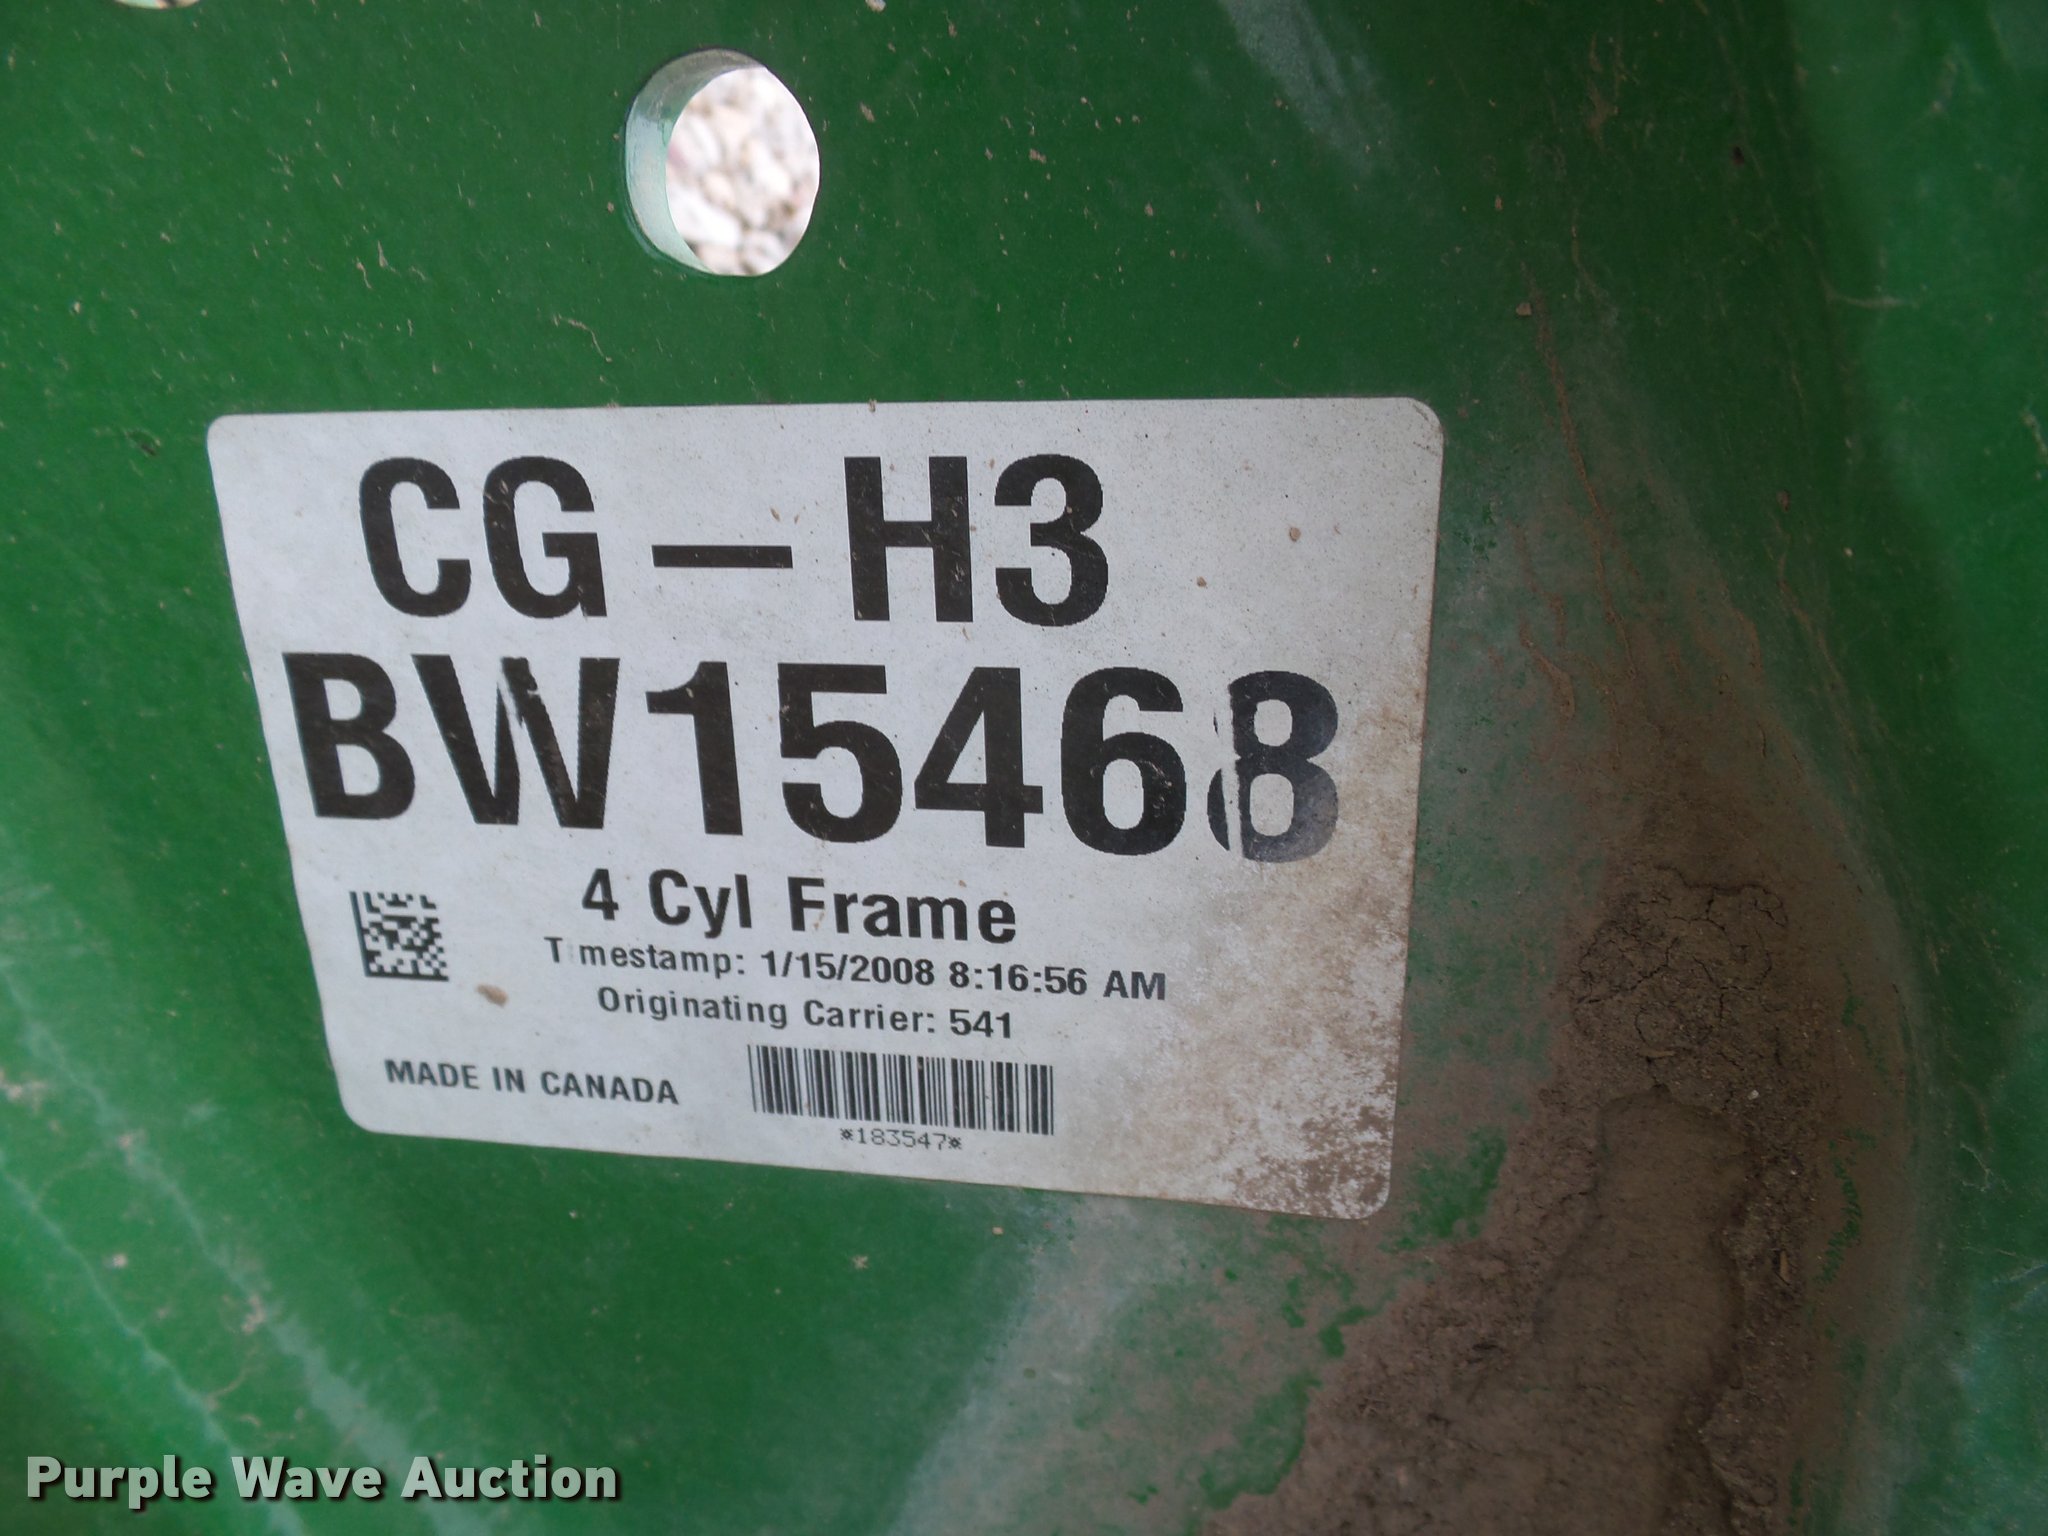 CG – H3
BW15468
4 Cyl Frame
Timestamp: 1/15/2008 8:16:56 AM
Originating Carrier: 541
MADE IN CANADA
*183547*
Purple Wave Auction